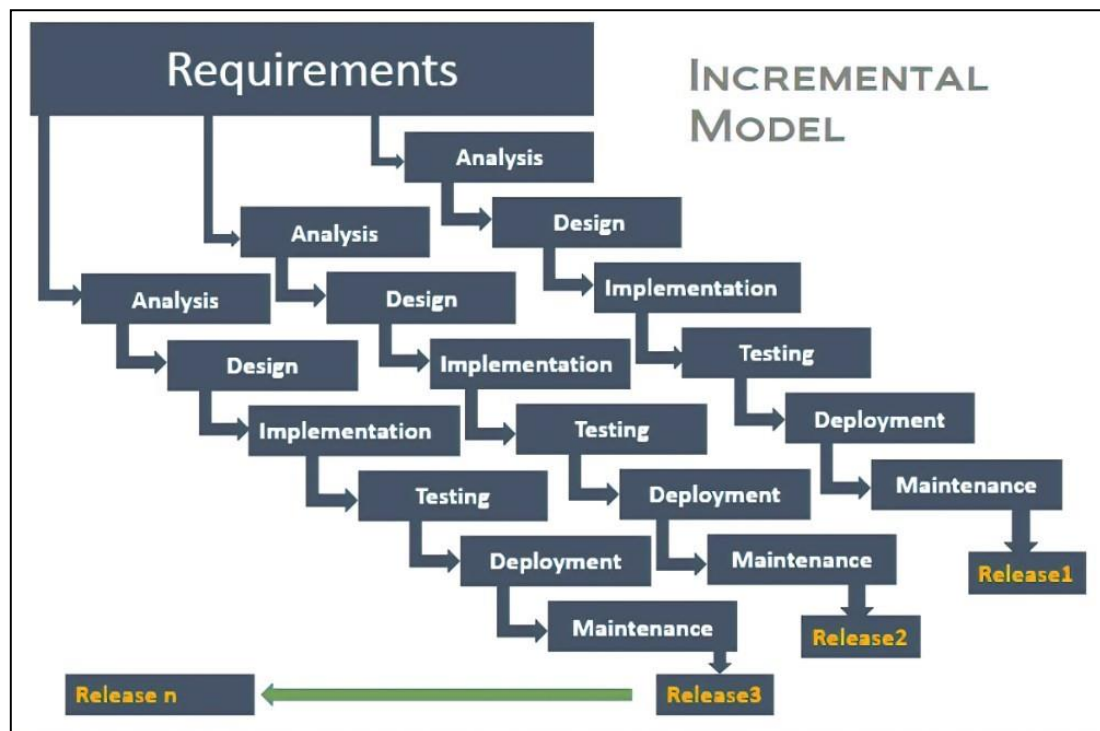 Requirements
INCREMENTAL
MODEL
Analysis
Design
Implementation
Testing
Deployment
Maintenance
Release1
Analysis
Design
Implementation
Testing
Deployment
Maintenance
Release2
Analysis
Design
Implementation
Testing
Deployment
Maintenance
Release3
Release n